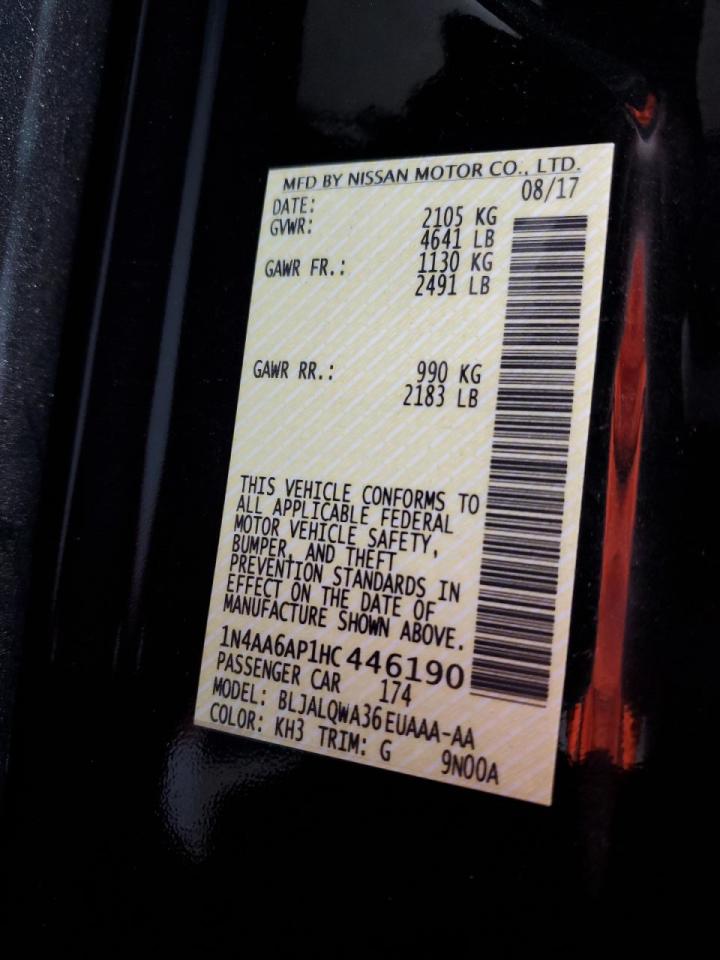 MFD BY NISSAN MOTOR CO., LTD.
DATE: 08/17
GVWR: 2105 KG
4641 LB
GAWR FR.: 1130 KG
2491 LB
GAWR RR.: 990 KG
2183 LB
THIS VEHICLE CONFORMS TO
ALL APPLICABLE FEDERAL
MOTOR VEHICLE SAFETY,
BUMPER, AND THEFT
PREVENTION STANDARDS IN
EFFECT ON THE DATE OF
MANUFACTURE SHOWN ABOVE.
1N4AA6AP1HC446190
PASSENGER CAR 174
MODEL: BLJALQWA36EUAAA-AA
COLOR: KH3 TRIM: G 9N00A